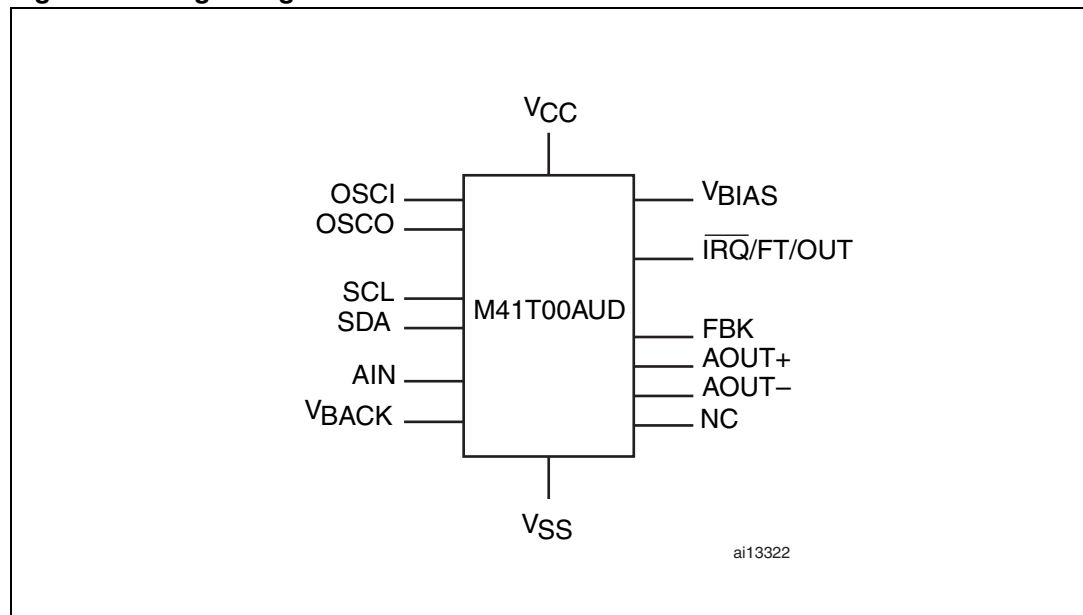 VCC
OSCI
OSCO
SCL
SDA
AIN
VBACK
M41T00AUD
VBIAS
IRQ/FT/OUT
FBK
AOUT+
AOUT–
NC
VSS
ai13322